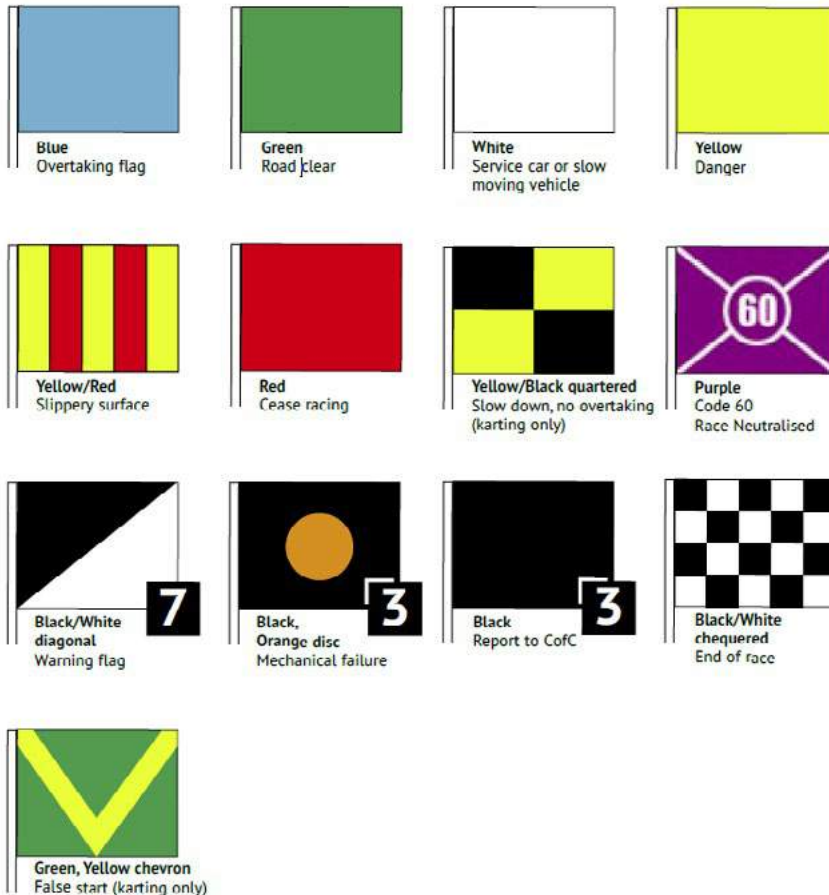 Blue
Overtaking flag
Green
Road clear
White
Service car or slow
moving vehicle
Yellow
Danger
Yellow/Red
Slippery surface
Red
Cease racing
Yellow/Black quartered
Slow down, no overtaking
(karting only)
60
Purple
Code 60
Race Neutralised
7
Black/White
diagonal
Warning flag
3
Black,
Orange disc
Mechanical failure
3
Black
Report to CofC
Black/White
chequered
End of race
Green, Yellow chevron
False start (karting only)